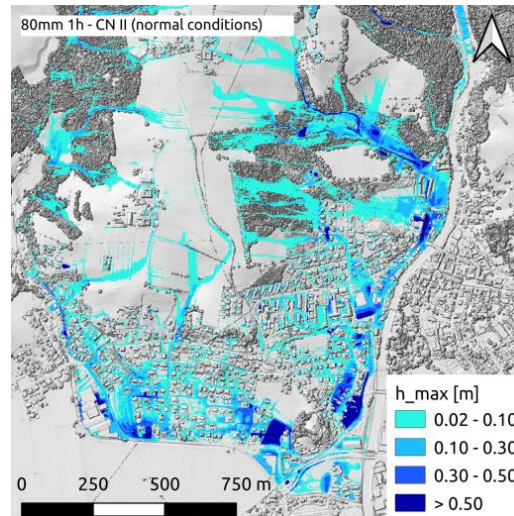 80mm 1h - CN II (normal conditions)
h_max [m]
0.02 - 0.10
0.10 - 0.30
0.30 - 0.50
> 0.50
0 250 500 750 m